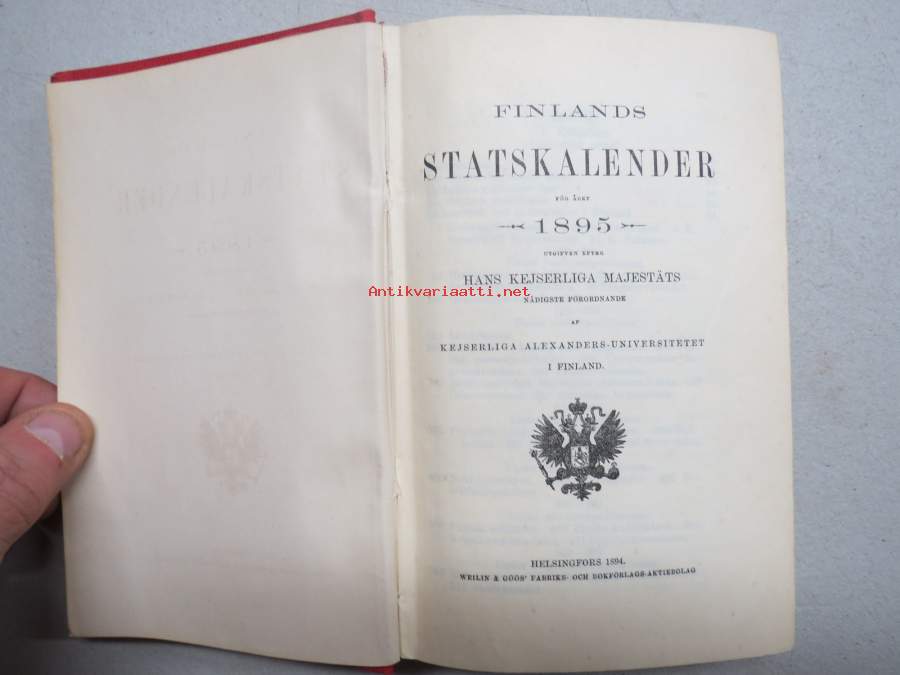 FINLANDS
STATSKALENDER
FÖR ÅRET
1895
UTGIFVEN EFTER
HANS KEJSERLIGA MAJESTÄTS
Antikvariaatti.net
NÅDIGSTE FÖRORDNANDE
AF
KEJSERLIGA ALEXANDERS-UNIVERSITETET
I FINLAND.
HELSINGFORS 1894.
WEILIN & GÖÖS' FABRIKS- OCH BOKFÖRLAGS-AKTIEBOLAG